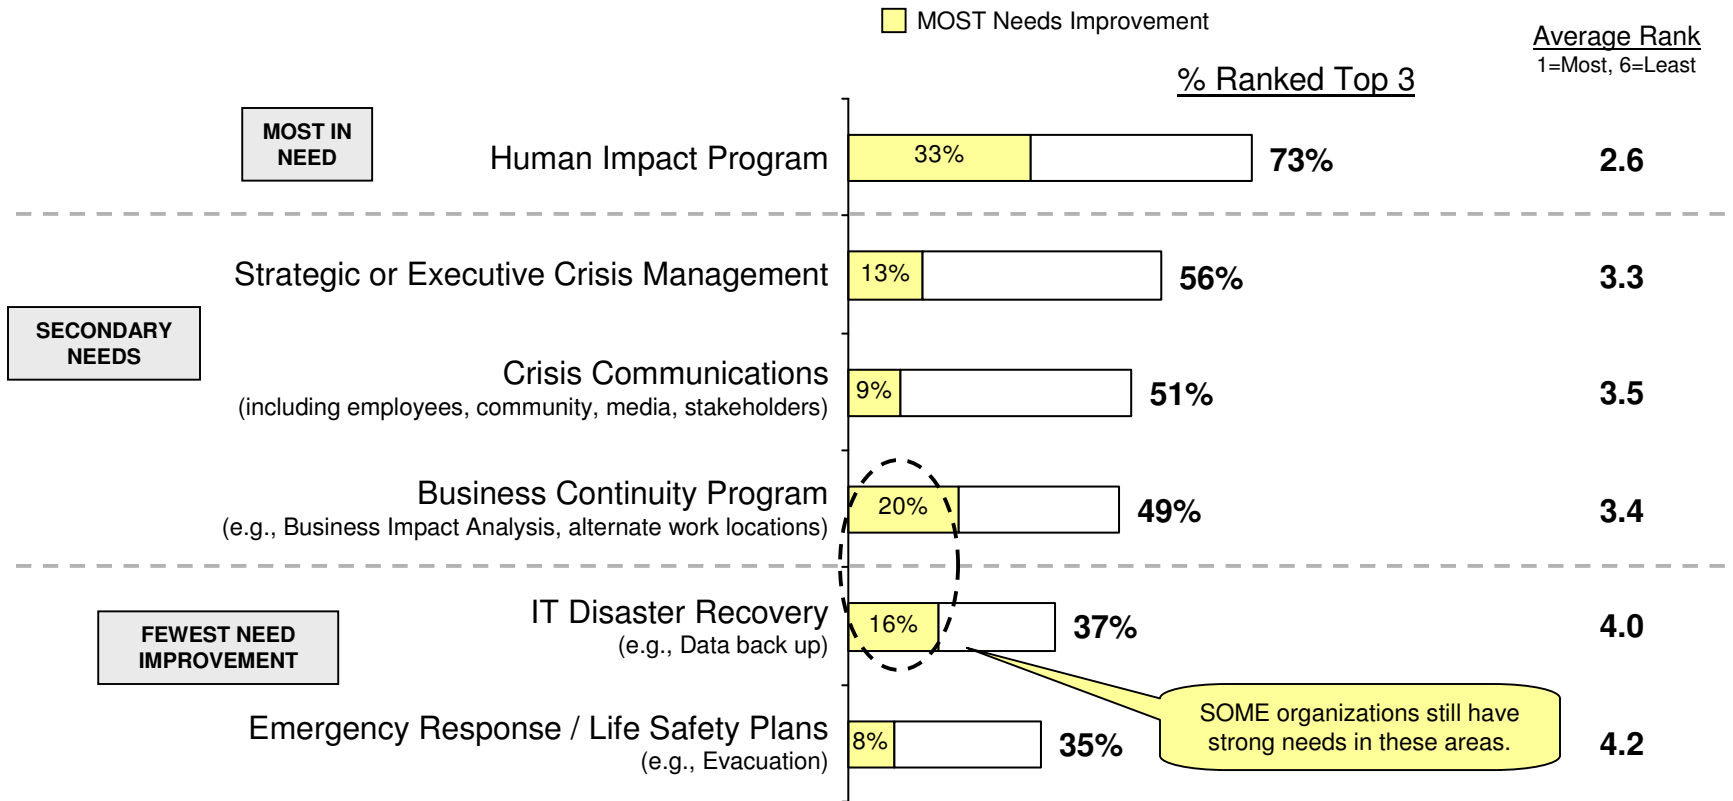 MOST Needs Improvement
Average Rank
1=Most, 6=Least
% Ranked Top 3
MOST IN
NEED
Human Impact Program
33%
73%
2.6
Strategic or Executive Crisis Management
13%
56%
3.3
SECONDARY
NEEDS
Crisis Communications
(including employees, community, media, stakeholders)
9%
51%
3.5
Business Continuity Program
(e.g., Business Impact Analysis, alternate work locations)
20%
49%
3.4
FEWEST NEED
IMPROVEMENT
IT Disaster Recovery
(e.g., Data back up)
16%
37%
4.0
SOME organizations still have
strong needs in these areas.
Emergency Response / Life Safety Plans
(e.g., Evacuation)
8%
35%
4.2